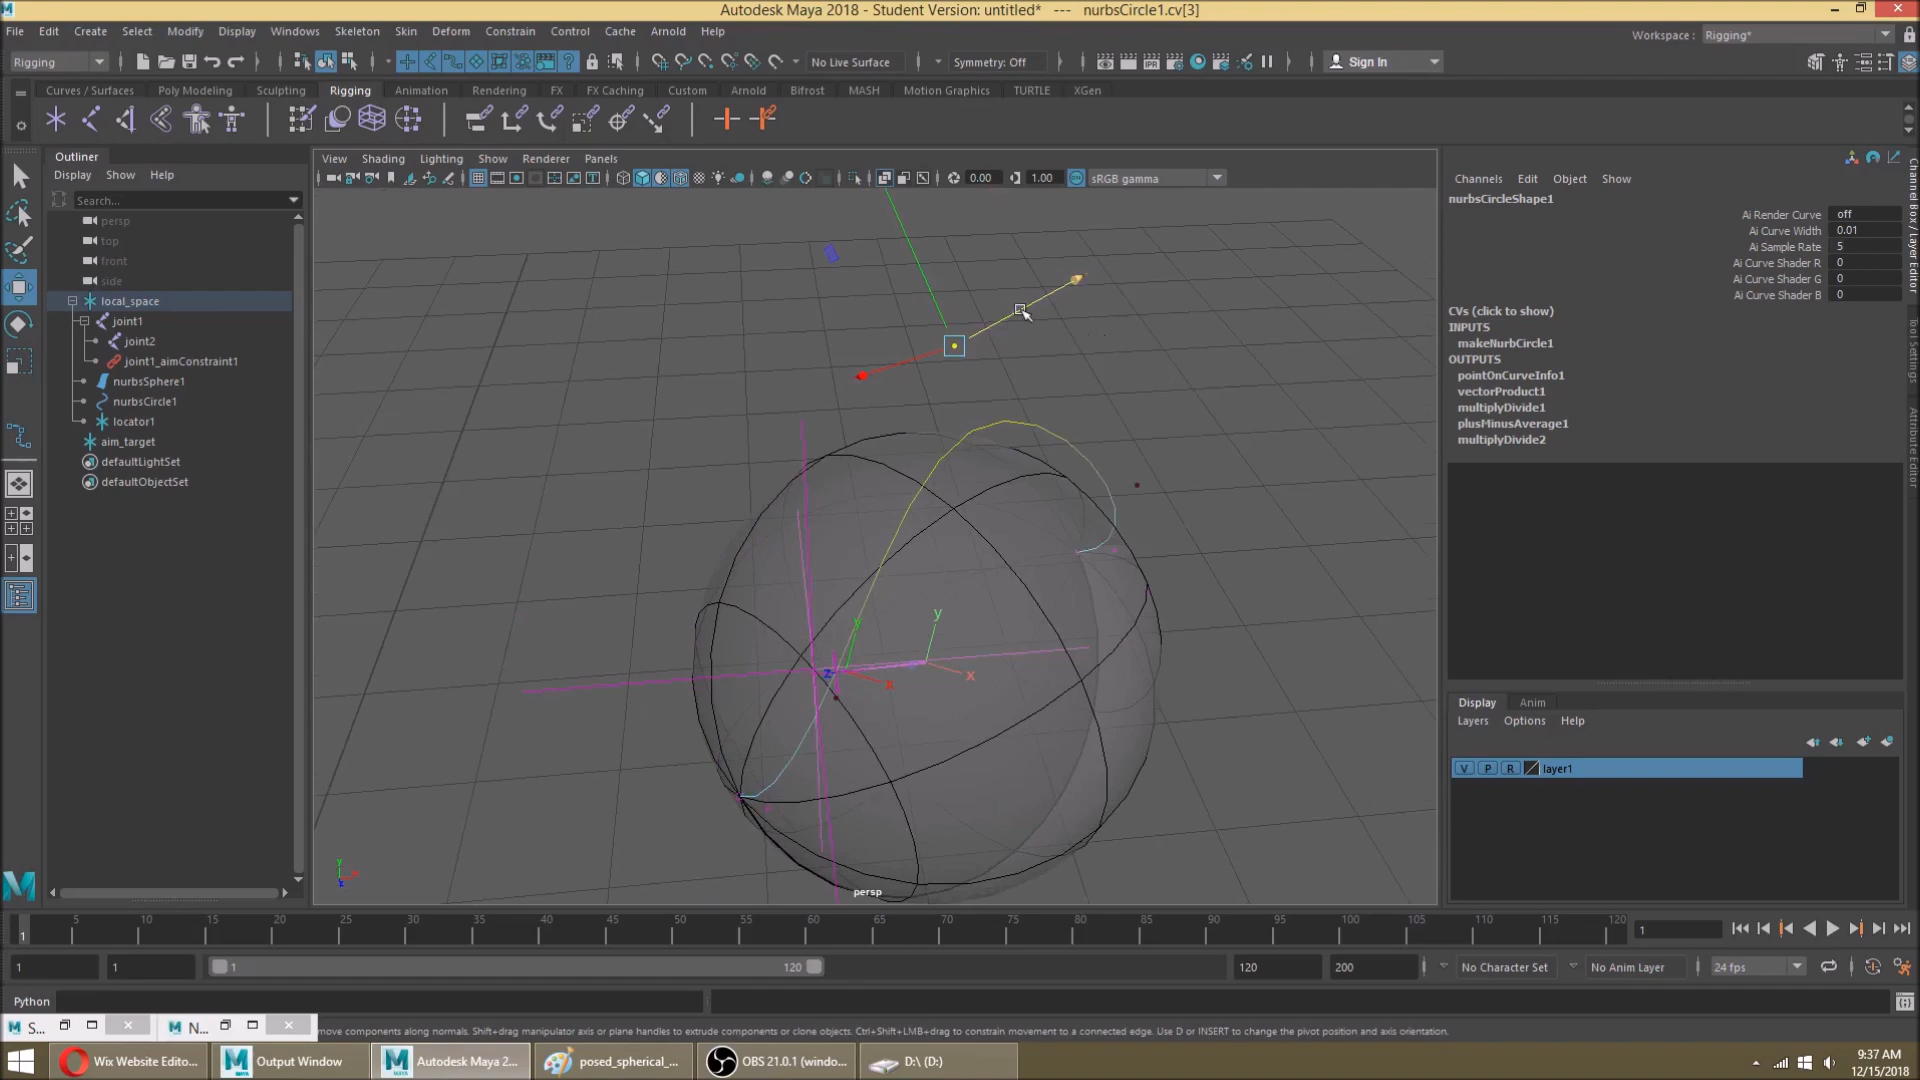 Autodesk Maya 2018 - Student Version: untitled*   ---   nurbsCircle1.cv[3]
File Edit Create Select Modify Display Windows Skeleton Skin Deform Constrain Control Cache Arnold Help
Workspace : Rigging*
Rigging No Live Surface Symmetry: Off Sign In
Curves / Surfaces Poly Modeling Sculpting Rigging Animation Rendering FX FX Caching Custom Arnold Bifrost MASH Motion Graphics TURTLE XGen
Outliner
Display Show Help
Search...
persp
top
front
side
local_space
joint1
joint2
joint1_aimConstraint1
nurbsSphere1
nurbsCircle1
locator1
aim_target
defaultLightSet
defaultObjectSet
View Shading Lighting Show Renderer Panels
0.00 1.00 sRGB gamma
y
y
z x x
y
x
persp
Channels Edit Object Show
nurbsCircleShape1
Ai Render Curve off
Ai Curve Width 0.01
Ai Sample Rate 5
Ai Curve Shader R 0
Ai Curve Shader G 0
Ai Curve Shader B 0
CVs (click to show)
INPUTS
makeNurbCircle1
OUTPUTS
pointOnCurveInfo1
vectorProduct1
multiplyDivide1
plusMinusAverage1
multiplyDivide2
Channel Box / Layer Editor
Tool Settings
Attribute Editor
Display Anim
Layers Options Help
V P R layer1
1 5 10 15 20 25 30 35 40 45 50 55 60 65 70 75 80 85 90 95 100 105 110 115 120
1
1 1 1 120 120 200 No Character Set No Anim Layer 24 fps
Python
S... N... move components along normals. Shift+drag manipulator axis or plane handles to extrude components or clone objects. Ctrl+Shift+LMB+drag to constrain movement to a connected edge. Use D or INSERT to change the pivot position and axis orientation.
Wix Website Edito... Output Window Autodesk Maya 2... posed_spherical_... OBS 21.0.1 (windo... D:\ (D:)
9:37 AM
12/15/2018